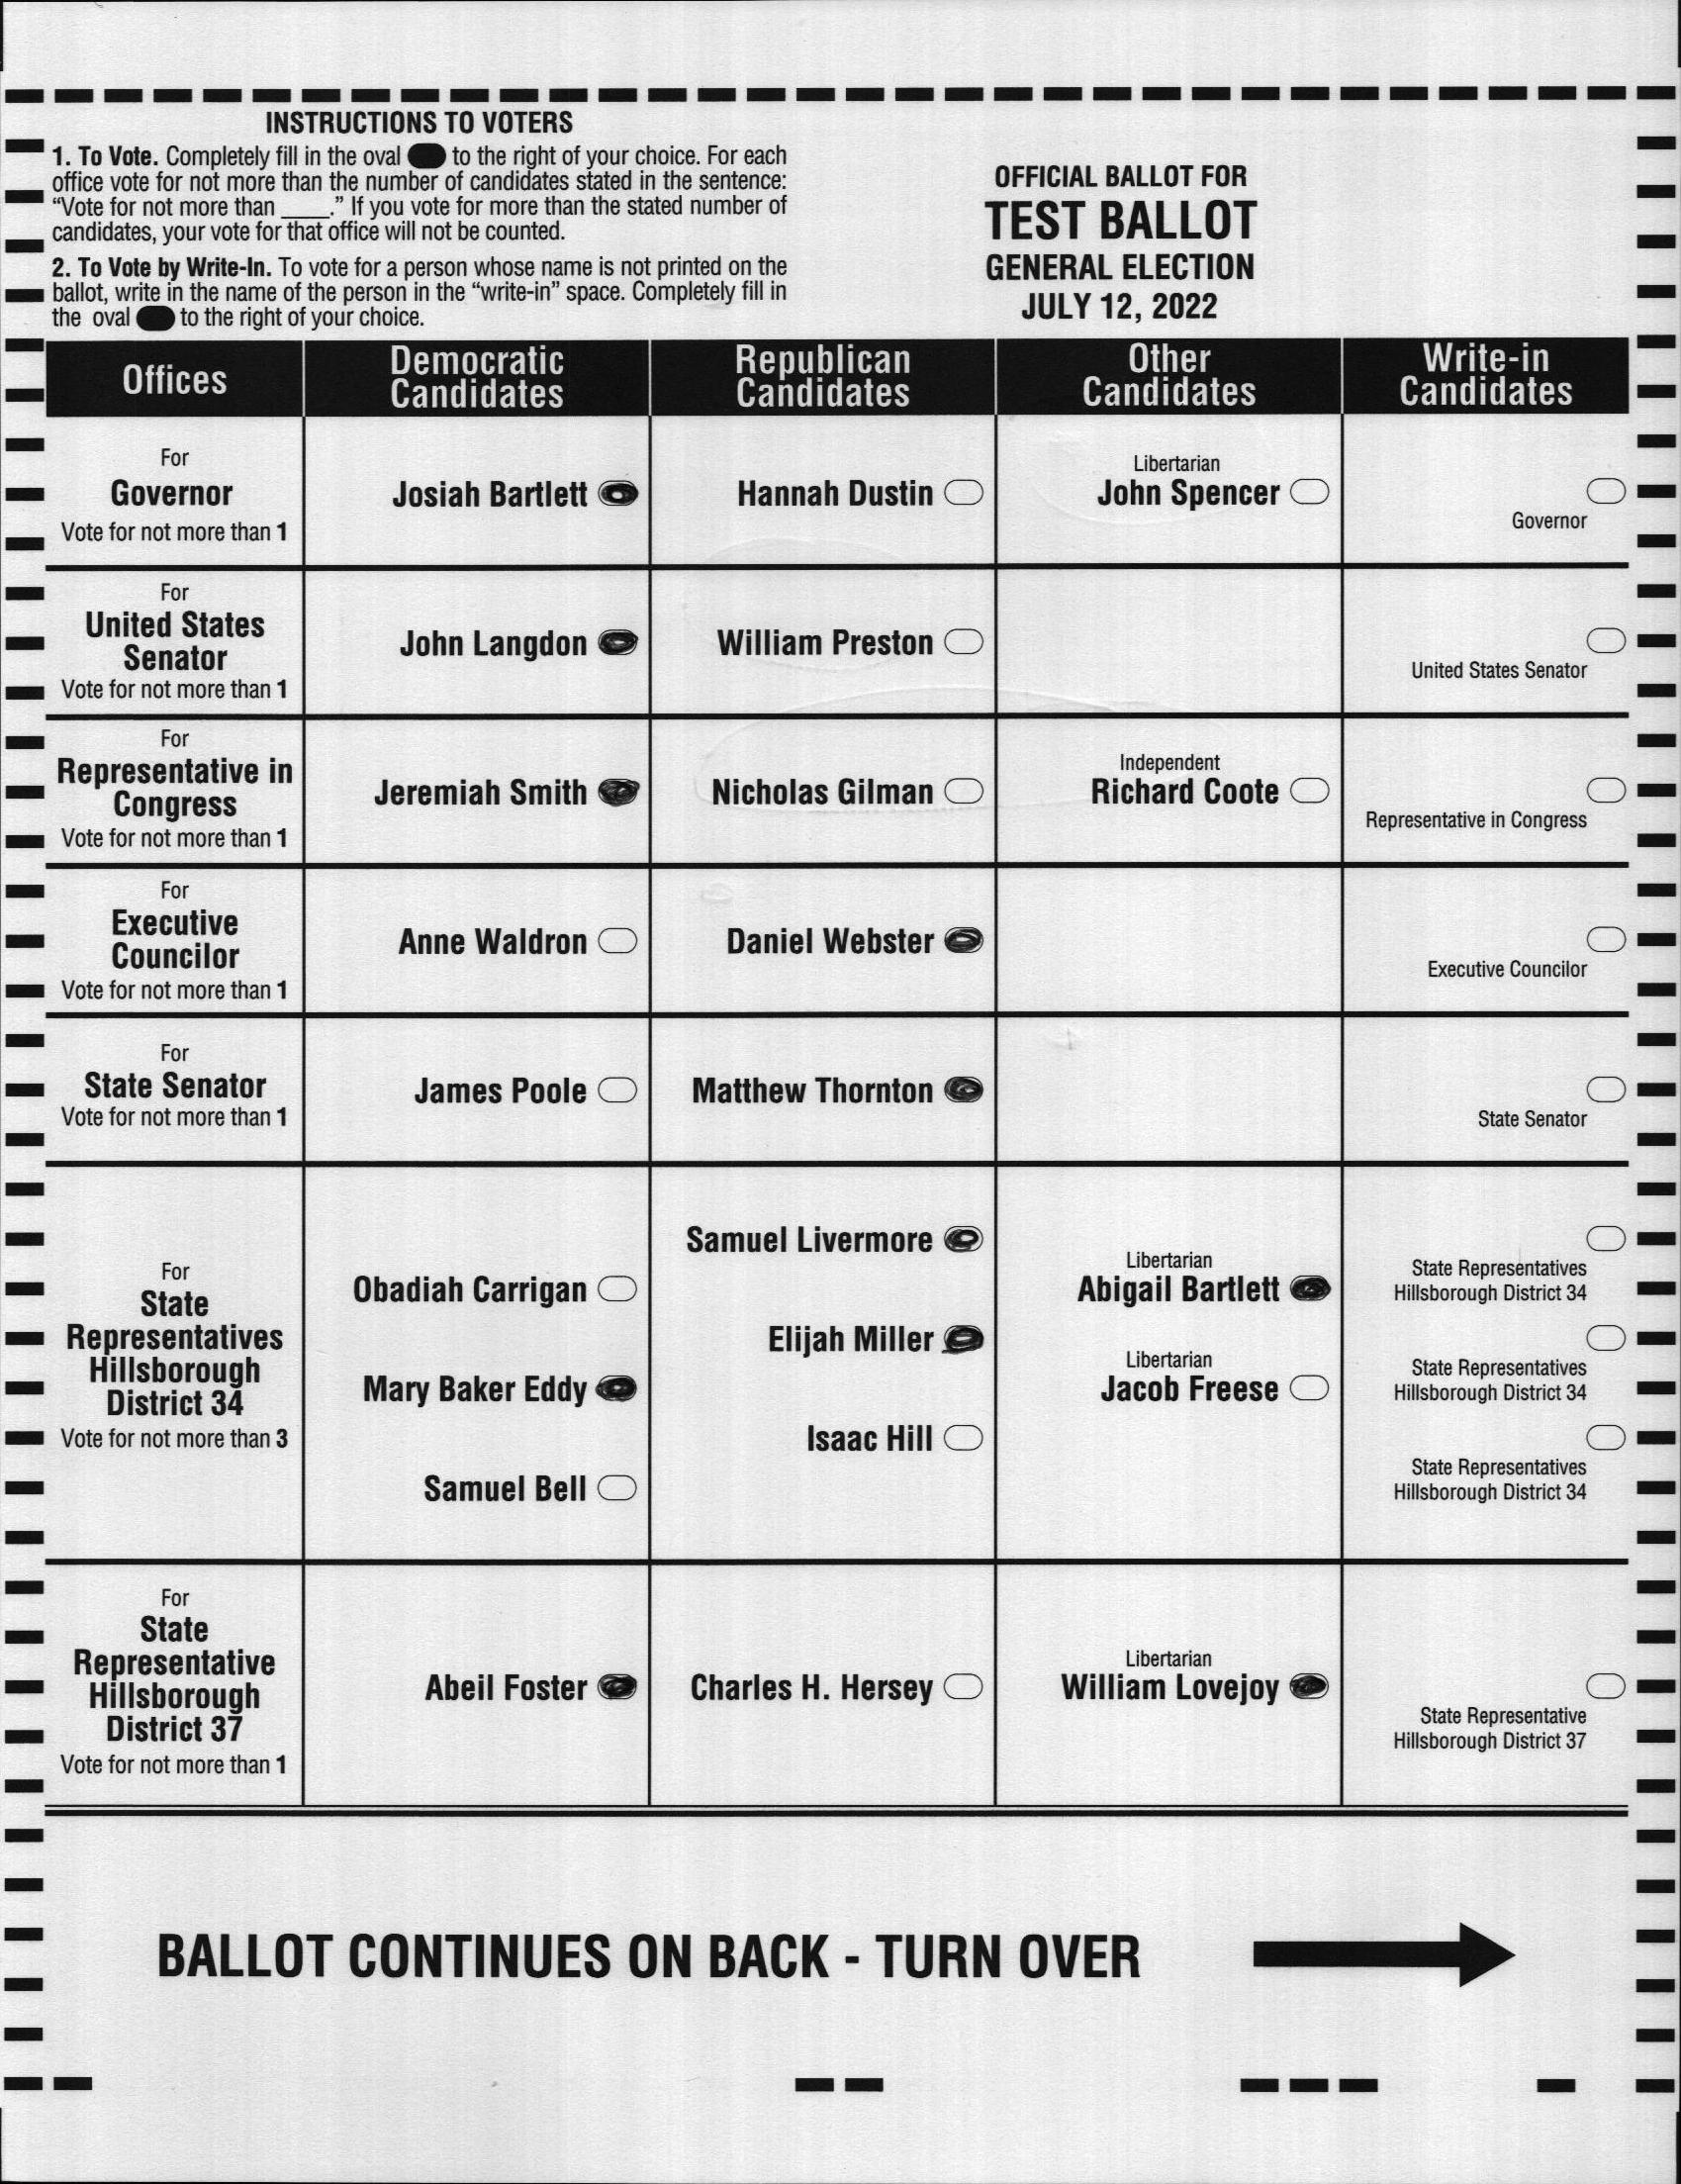 INSTRUCTIONS TO VOTERS
1. To Vote. Completely fill in the oval to the right of your choice. For each
office vote for not more than the number of candidates stated in the sentence:
“Vote for not more than ____.” If you vote for more than the stated number of
candidates, your vote for that office will not be counted.
2. To Vote by Write-In. To vote for a person whose name is not printed on the
ballot, write in the name of the person in the “write-in” space. Completely fill in
the oval to the right of your choice.
OFFICIAL BALLOT FOR
TEST BALLOT
GENERAL ELECTION
JULY 12, 2022
Offices
Democratic
Candidates
Republican
Candidates
Other
Candidates
Write-in
Candidates
For
Governor
Vote for not more than 1
Josiah Bartlett
Hannah Dustin
Libertarian
John Spencer
Governor
For
United States
Senator
Vote for not more than 1
John Langdon
William Preston
United States Senator
For
Representative in
Congress
Vote for not more than 1
Jeremiah Smith
Nicholas Gilman
Independent
Richard Coote
Representative in Congress
For
Executive
Councilor
Vote for not more than 1
Anne Waldron
Daniel Webster
Executive Councilor
For
State Senator
Vote for not more than 1
James Poole
Matthew Thornton
State Senator
For
State
Representatives
Hillsborough
District 34
Vote for not more than 3
Obadiah Carrigan
Mary Baker Eddy
Samuel Bell
Samuel Livermore
Elijah Miller
Isaac Hill
Libertarian
Abigail Bartlett
Libertarian
Jacob Freese
State Representatives
Hillsborough District 34
State Representatives
Hillsborough District 34
State Representatives
Hillsborough District 34
For
State
Representative
Hillsborough
District 37
Vote for not more than 1
Abeil Foster
Charles H. Hersey
Libertarian
William Lovejoy
State Representative
Hillsborough District 37
BALLOT CONTINUES ON BACK - TURN OVER